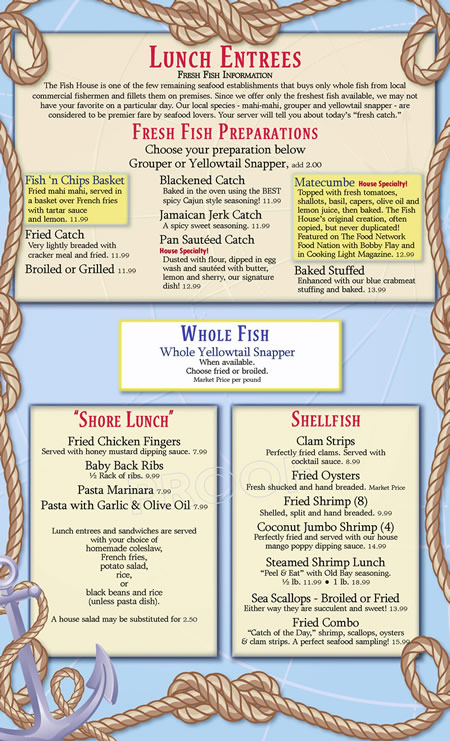 LUNCH ENTREES
FRESH FISH INFORMATION
The Fish House is one of the few remaining seafood establishments that buys only whole fish from local
commercial fishermen and fillets them on premises. Since we offer only the freshest fish available, we may not
have your favorite on a particular day. Our local species - mahi-mahi, grouper and yellowtail snapper - are
considered to be premier fare by seafood lovers. Your server will tell you about today's "fresh catch."
FRESH FISH PREPARATIONS
Choose your preparation below
Grouper or Yellowtail Snapper, add 2.00
Fish 'n Chips Basket
Fried mahi mahi, served in
a basket over French fries
with tartar sauce
and lemon. 11.99
Fried Catch
Very lightly breaded with
cracker meal and fried. 11.99
Broiled or Grilled 11.99
Blackened Catch
Baked in the oven using the BEST
spicy Cajun style seasoning! 11.99
Jamaican Jerk Catch
A spicy sweet seasoning. 11.99
Pan Sautéed Catch
House Specialty!
Dusted with flour, dipped in egg
wash and sautéed with butter,
lemon and sherry, our signature
dish! 12.99
Matecumbe House Specialty!
Topped with fresh tomatoes,
shallots, basil, capers, olive oil and
lemon juice, then baked. The Fish
House's original creation, often
copied, but never duplicated!
Featured on The Food Network
Food Nation with Bobby Flay and
in Cooking Light Magazine. 12.99
Baked Stuffed
Enhanced with our blue crabmeat
stuffing and baked. 13.99
WHOLE FISH
Whole Yellowtail Snapper
When available.
Choose fried or broiled.
Market Price per pound
"SHORE LUNCH"
Fried Chicken Fingers
Served with honey mustard dipping sauce. 7.99
Baby Back Ribs
½ Rack of ribs. 9.99
Pasta Marinara 7.99
Pasta with Garlic & Olive Oil 7.99
Lunch entrees and sandwiches are served
with your choice of
homemade coleslaw,
French fries,
potato salad,
rice,
or
black beans and rice
(unless pasta dish).
A house salad may be substituted for 2.50
SHELLFISH
Clam Strips
Perfectly fried clams. Served with
cocktail sauce. 8.99
Fried Oysters
Fresh shucked and hand breaded. Market Price
Fried Shrimp (8)
Shelled, split and hand breaded. 9.99
Coconut Jumbo Shrimp (4)
Perfectly fried and served with our house
mango poppy dipping sauce. 14.99
Steamed Shrimp Lunch
"Peel & Eat" with Old Bay seasoning.
½ lb. 11.99 • 1 lb. 18.99
Sea Scallops - Broiled or Fried
Either way they are succulent and sweet! 13.99
Fried Combo
"Catch of the Day," shrimp, scallops, oysters
& clam strips. A perfect seafood sampling! 15.99